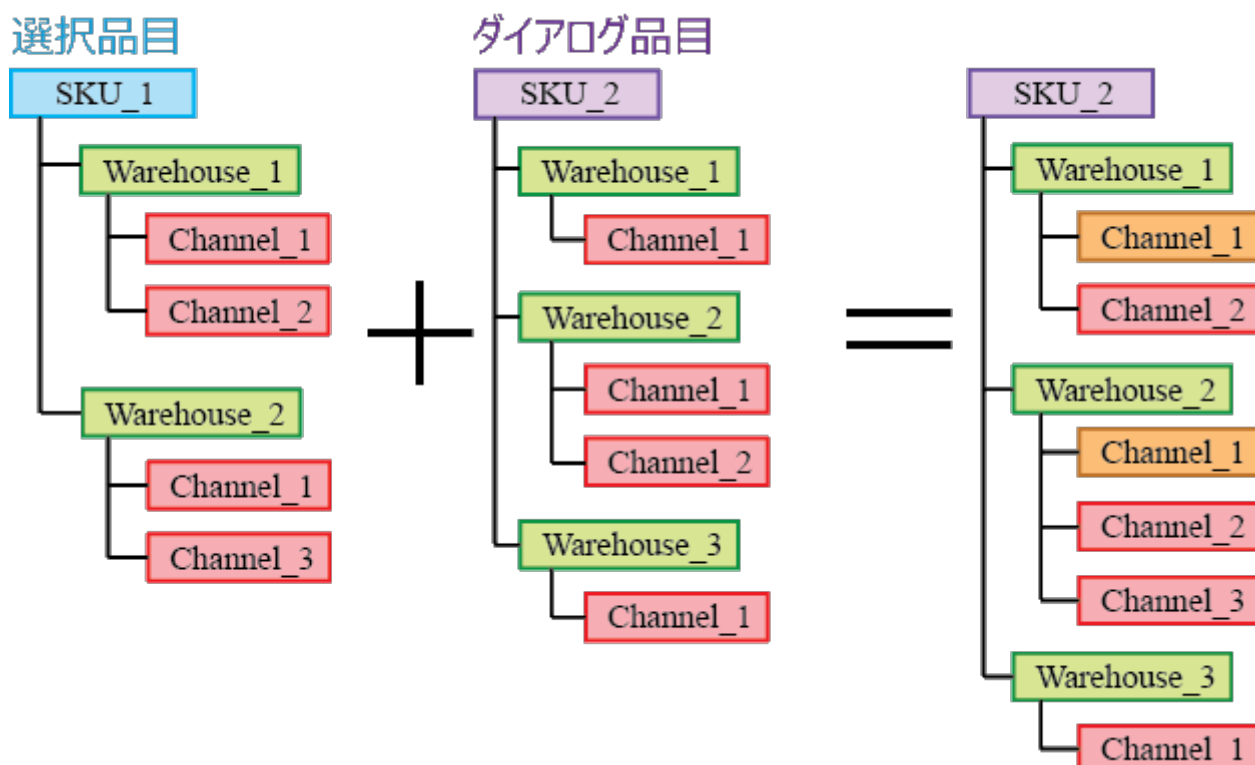 選択品目
SKU_1
Warehouse_1
Channel_1
Channel_2
Warehouse_2
Channel_1
Channel_3
+
ダイアログ品目
SKU_2
Warehouse_1
Channel_1
Warehouse_2
Channel_1
Channel_2
Warehouse_3
Channel_1
=
SKU_2
Warehouse_1
Channel_1
Channel_2
Warehouse_2
Channel_1
Channel_2
Channel_3
Warehouse_3
Channel_1